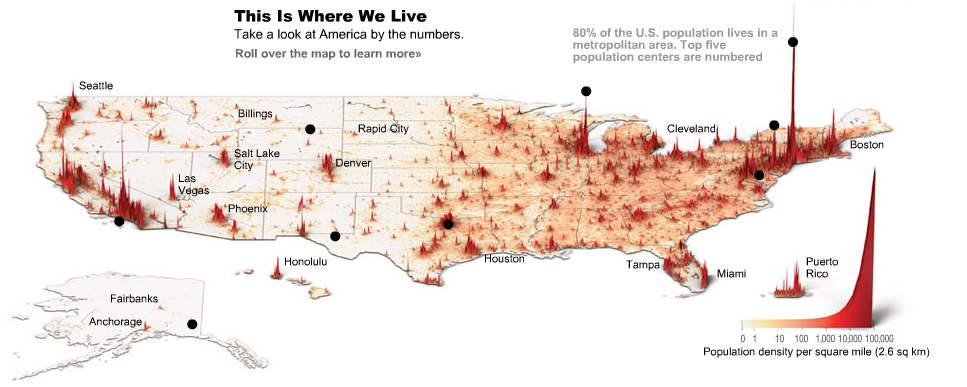 This Is Where We Live
Take a look at America by the numbers.
Roll over the map to learn more»
80% of the U.S. population lives in a
metropolitan area. Top five
population centers are numbered
Seattle
Billings
Rapid City
Cleveland
Boston
Salt Lake
City
Denver
Las
Vegas
Phoenix
Honolulu
Houston
Tampa
Miami
Puerto
Rico
Fairbanks
Anchorage
0 1 10 100 1,000 10,000 100,000
Population density per square mile (2.6 sq km)